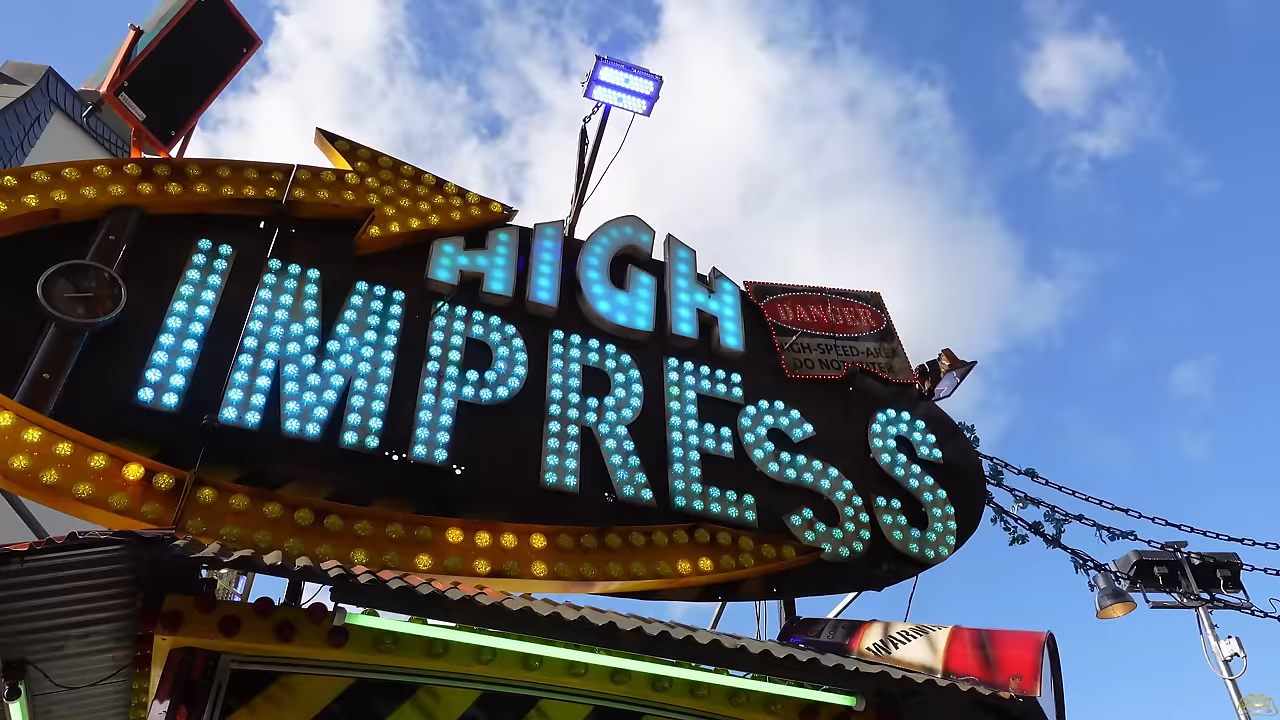 HIGH
IMPRESS
DANGER
HIGH-SPEED-AREA
DO NOT ENTER
WARNING